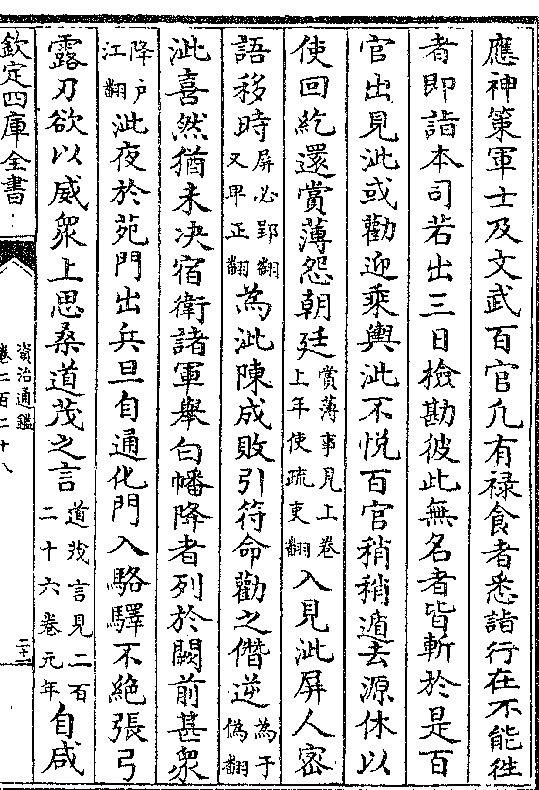 應神策軍士及文武百官凡有禄食者悉詣行在不能往
者即詣本司若出三日檢勘彼此無名者皆斬於是百
官出見泚或勸迎乘輿泚不悅百官稍稍遁去源休以
使回紇還賞薄怨朝廷賞薄事見上卷上年使疏吏翻入見泚屏人密
語移時屏必郢翻又卑正翻為泚陳成敗引符命勸之僭逆為于偽翻
泚喜然猶未決宿衛諸軍舉白幡降者列於闕前甚衆
降户江翻泚夜於苑門出兵旦自通化門入駱驛不絶張弓
露刃欲以威衆上思桑道茂之言道茂言見二百二十六卷元年自咸
欽定四庫全書
資治通鑑
卷二百二十八